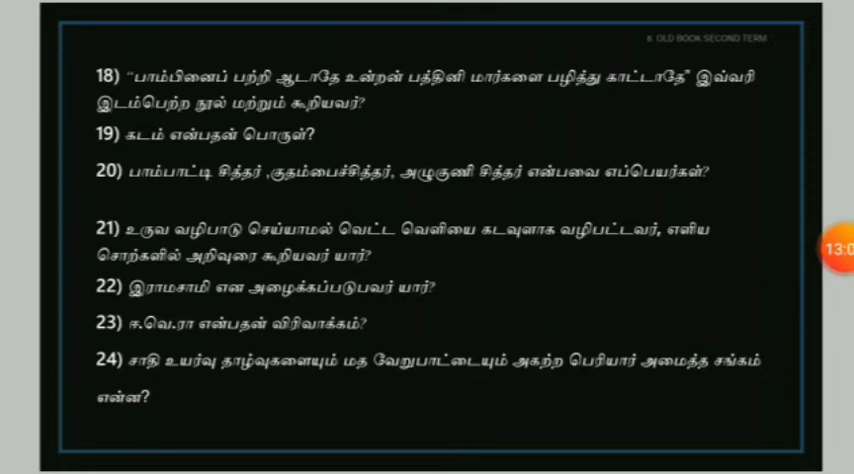 6 OLD BOOK SECOND TERM
18) "பாம்பினைப் பற்றி ஆடாதே உன்றன் பத்தினி மார்களை பழித்து காட்டாதே" இவ்வரி
இடம்பெற்ற நூல் மற்றும் கூறியவர்?
19) கடம் என்பதன் பொருள்?
20) பாம்பாட்டி சித்தர் ,குதம்பைச்சித்தர், அழுகுணி சித்தர் என்பவை எப்பெயர்கள்?
21) உருவ வழிபாடு செய்யாமல் வெட்ட வெளியை கடவுளாக வழிபட்டவர், எளிய
சொற்களில் அறிவுரை கூறியவர் யார்?
13:0
22) இராமசாமி என அழைக்கப்படுபவர் யார்?
23) ஈ.வெ.ரா என்பதன் விரிவாக்கம்?
24) சாதி உயர்வு தாழ்வுகளையும் மத வேறுபாட்டையும் அகற்ற பெரியார் அமைத்த சங்கம்
என்ன?